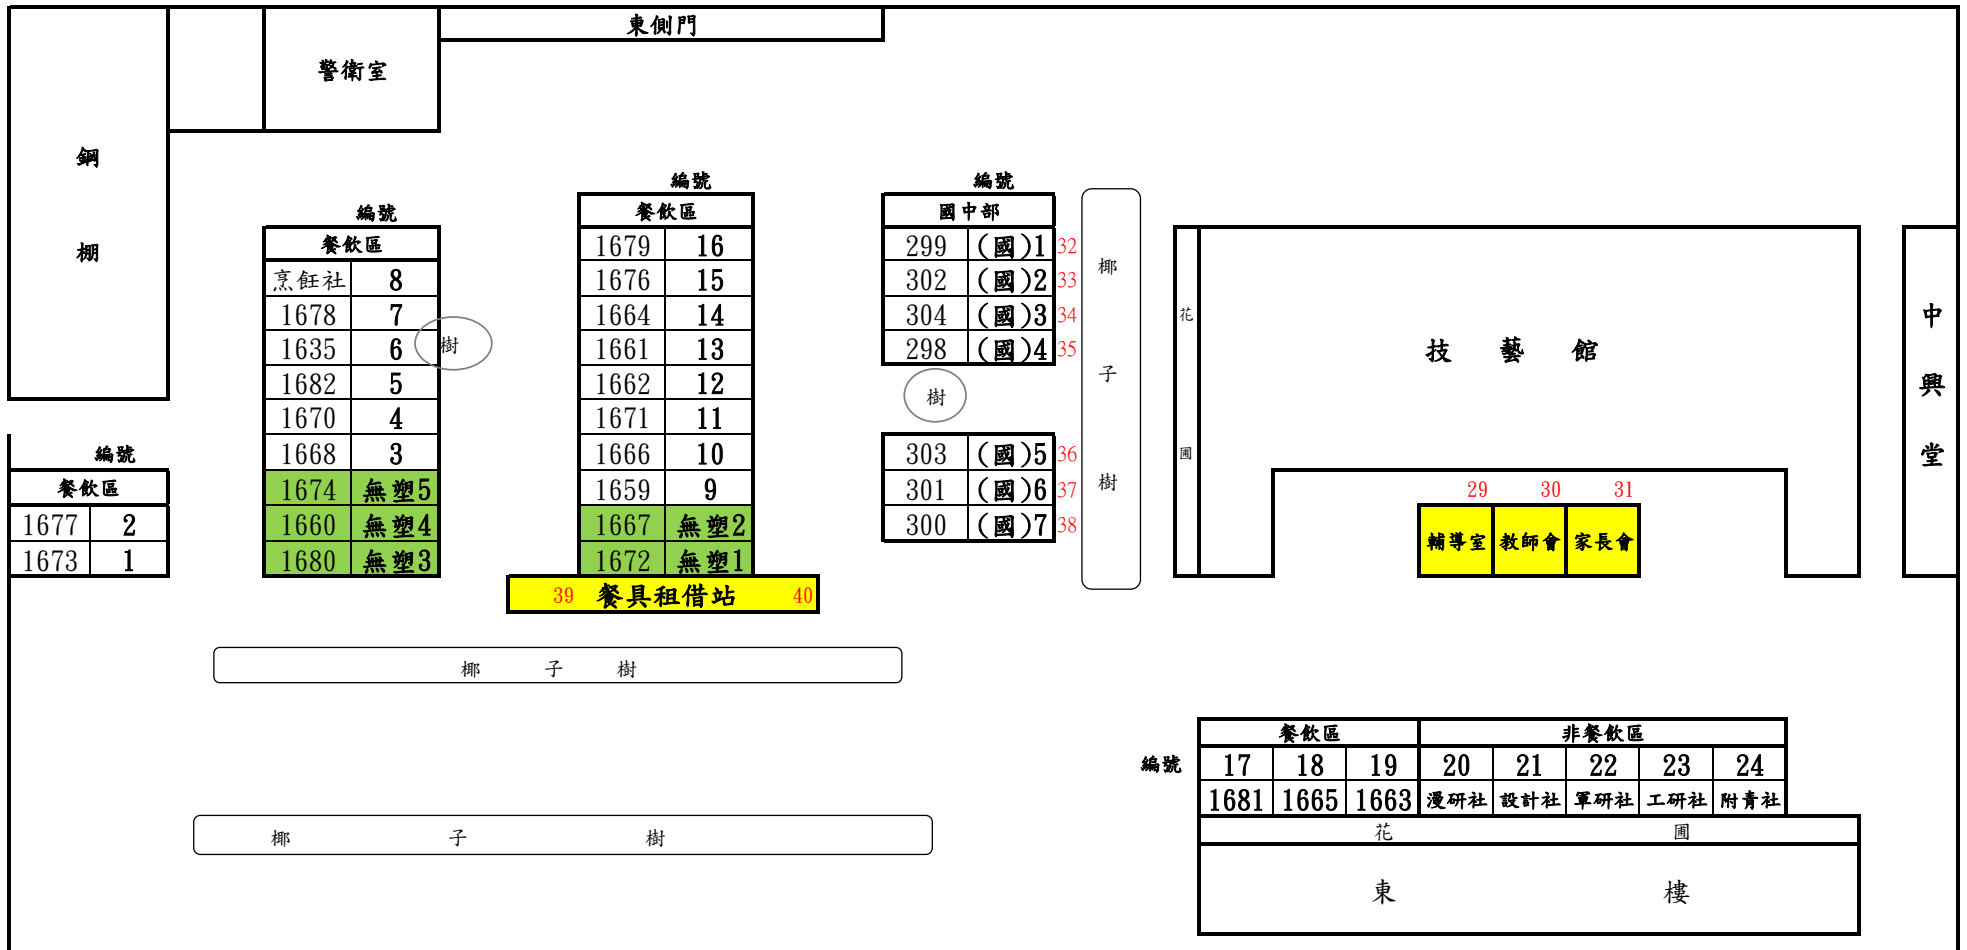 東側門
警衛室
鋼
棚
編號
餐飲區
1677 2
1673 1
編號
餐飲區
烹飪社 8
1678 7
1635 6
1682 5
1670 4
1668 3
1674 無塑5
1660 無塑4
1680 無塑3
樹
編號
餐飲區
1679 16
1676 15
1664 14
1661 13
1662 12
1671 11
1666 10
1659 9
1667 無塑2
1672 無塑1
39 餐具租借站 40
編號
國中部
299 (國)1 32
302 (國)2 33
304 (國)3 34
298 (國)4 35
樹
303 (國)5 36
301 (國)6 37
300 (國)7 38
椰
子
樹
花
圃
技藝館
29 30 31
輔導室 教師會 家長會
中
興
堂
椰子樹
椰子樹
餐飲區 非餐飲區
編號 17 18 19 20 21 22 23 24
1681 1665 1663 漫研社 設計社 軍研社 工研社 附青社
花圃
東樓